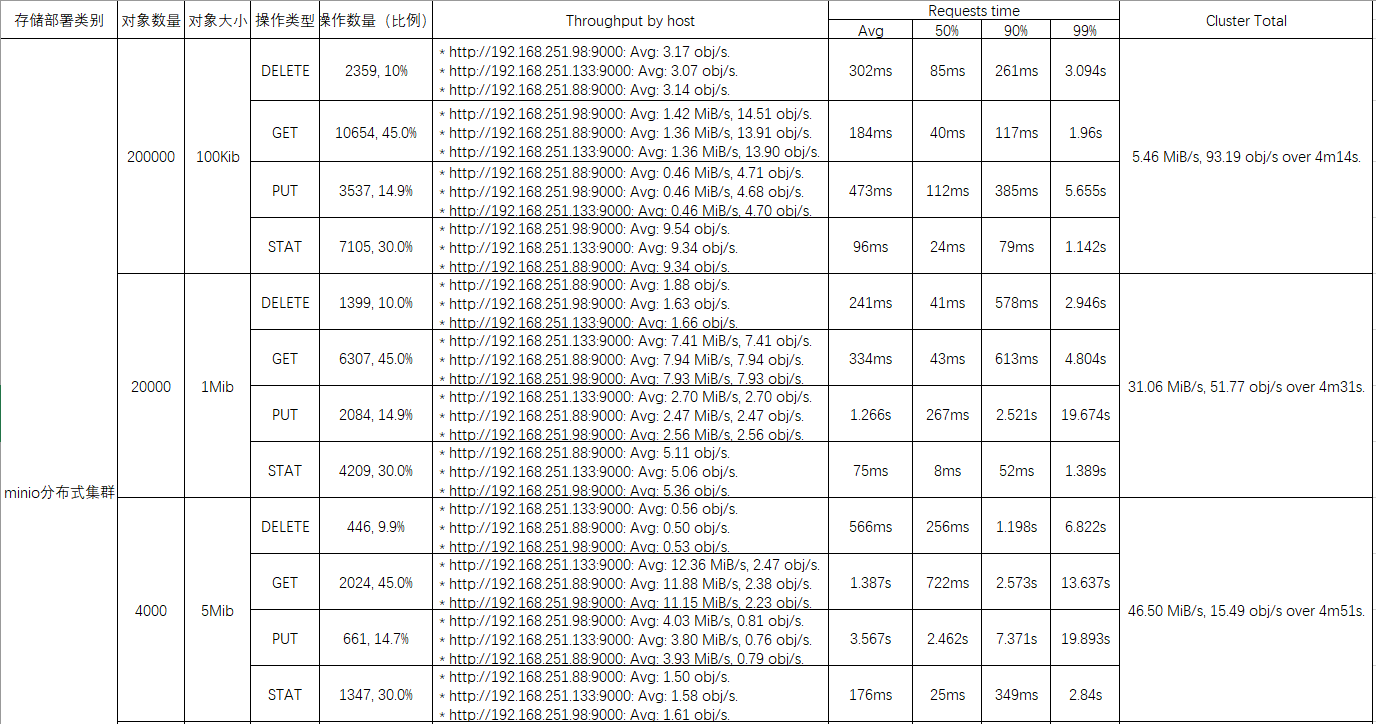 存储部署类别 对象数量 对象大小 操作类型 操作数量（比例） Throughput by host Requests time Cluster Total
Avg 50% 90% 99%
minio分布式集群
200000 100Kib
DELETE 2359, 10%
* http://192.168.251.98:9000: Avg: 3.17 obj/s.
* http://192.168.251.133:9000: Avg: 3.07 obj/s.
* http://192.168.251.88:9000: Avg: 3.14 obj/s.
302ms 85ms 261ms 3.094s
5.46 MiB/s, 93.19 obj/s over 4m14s.
GET 10654, 45.0%
* http://192.168.251.98:9000: Avg: 1.42 MiB/s, 14.51 obj/s.
* http://192.168.251.88:9000: Avg: 1.36 MiB/s, 13.91 obj/s.
* http://192.168.251.133:9000: Avg: 1.36 MiB/s, 13.90 obj/s.
184ms 40ms 117ms 1.96s
PUT 3537, 14.9%
* http://192.168.251.88:9000: Avg: 0.46 MiB/s, 4.71 obj/s.
* http://192.168.251.98:9000: Avg: 0.46 MiB/s, 4.68 obj/s.
* http://192.168.251.133:9000: Avg: 0.46 MiB/s, 4.70 obj/s.
473ms 112ms 385ms 5.655s
STAT 7105, 30.0%
* http://192.168.251.98:9000: Avg: 9.54 obj/s.
* http://192.168.251.133:9000: Avg: 9.34 obj/s.
* http://192.168.251.88:9000: Avg: 9.34 obj/s.
96ms 24ms 79ms 1.142s
20000 1Mib
DELETE 1399, 10.0%
* http://192.168.251.88:9000: Avg: 1.88 obj/s.
* http://192.168.251.98:9000: Avg: 1.63 obj/s.
* http://192.168.251.133:9000: Avg: 1.66 obj/s.
241ms 41ms 578ms 2.946s
31.06 MiB/s, 51.77 obj/s over 4m31s.
GET 6307, 45.0%
* http://192.168.251.133:9000: Avg: 7.41 MiB/s, 7.41 obj/s.
* http://192.168.251.88:9000: Avg: 7.94 MiB/s, 7.94 obj/s.
* http://192.168.251.98:9000: Avg: 7.93 MiB/s, 7.93 obj/s.
334ms 43ms 613ms 4.804s
PUT 2084, 14.9%
* http://192.168.251.133:9000: Avg: 2.70 MiB/s, 2.70 obj/s.
* http://192.168.251.88:9000: Avg: 2.47 MiB/s, 2.47 obj/s.
* http://192.168.251.98:9000: Avg: 2.56 MiB/s, 2.56 obj/s.
1.266s 267ms 2.521s 19.674s
STAT 4209, 30.0%
* http://192.168.251.88:9000: Avg: 5.11 obj/s.
* http://192.168.251.133:9000: Avg: 5.06 obj/s.
* http://192.168.251.98:9000: Avg: 5.36 obj/s.
75ms 8ms 52ms 1.389s
4000 5Mib
DELETE 446, 9.9%
* http://192.168.251.133:9000: Avg: 0.56 obj/s.
* http://192.168.251.88:9000: Avg: 0.50 obj/s.
* http://192.168.251.98:9000: Avg: 0.53 obj/s.
566ms 256ms 1.198s 6.822s
46.50 MiB/s, 15.49 obj/s over 4m51s.
GET 2024, 45.0%
* http://192.168.251.133:9000: Avg: 12.36 MiB/s, 2.47 obj/s.
* http://192.168.251.88:9000: Avg: 11.88 MiB/s, 2.38 obj/s.
* http://192.168.251.98:9000: Avg: 11.15 MiB/s, 2.23 obj/s.
1.387s 722ms 2.573s 13.637s
PUT 661, 14.7%
* http://192.168.251.98:9000: Avg: 4.03 MiB/s, 0.81 obj/s.
* http://192.168.251.133:9000: Avg: 3.80 MiB/s, 0.76 obj/s.
* http://192.168.251.88:9000: Avg: 3.93 MiB/s, 0.79 obj/s.
3.567s 2.462s 7.371s 19.893s
STAT 1347, 30.0%
* http://192.168.251.88:9000: Avg: 1.50 obj/s.
* http://192.168.251.133:9000: Avg: 1.58 obj/s.
* http://192.168.251.98:9000: Avg: 1.61 obj/s.
176ms 25ms 349ms 2.84s